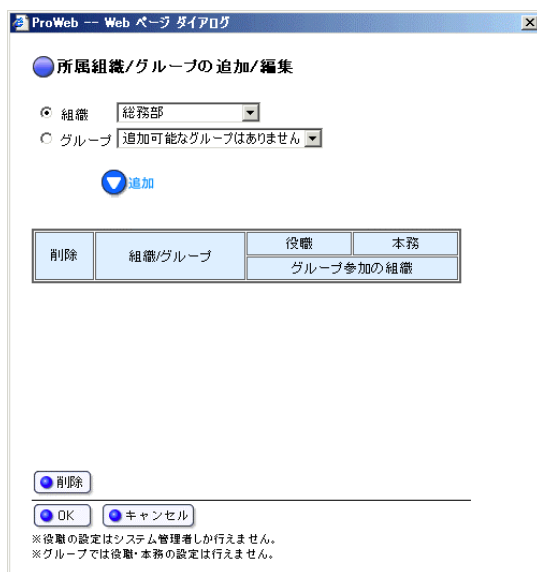 ProWeb -- Web ページ ダイアログ
所属組織/グループの追加/編集
組織 総務部
グループ 追加可能なグループはありません
追加
削除 組織/グループ 役職 本務
グループ参加の組織
削除
OK キャンセル
※役職の設定はシステム管理者しか行えません。
※グループでは役職・本務の設定は行えません。